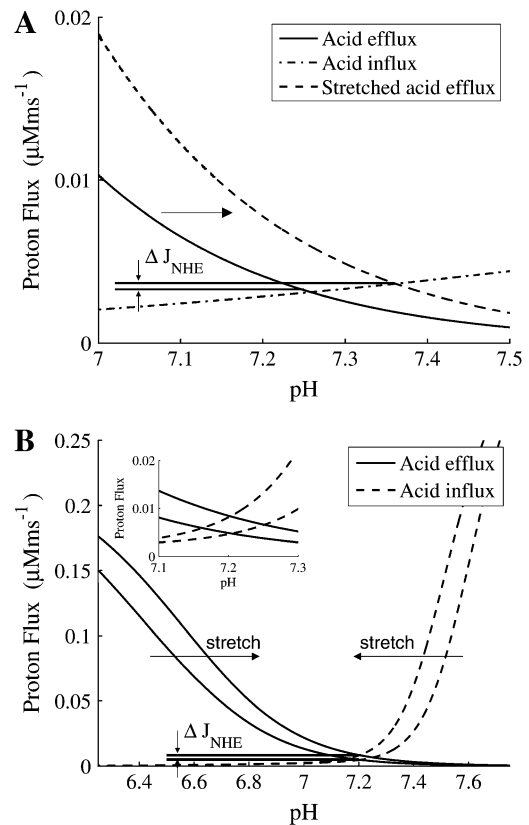 A
0.02
0.01
0
Proton Flux (μMms⁻¹)
Acid efflux
Acid influx
Stretched acid efflux
Δ J_NHE
7 7.1 7.2 7.3 7.4 7.5
pH
B
0.25
0.20
0.15
0.1
0.05
0
Proton Flux (μMms⁻¹)
0.02
0.01
0
Proton Flux
7.1 7.2 7.3
pH
Acid efflux
Acid influx
stretch
stretch
Δ J_NHE
6.4 6.6 6.8 7 7.2 7.4 7.6
pH